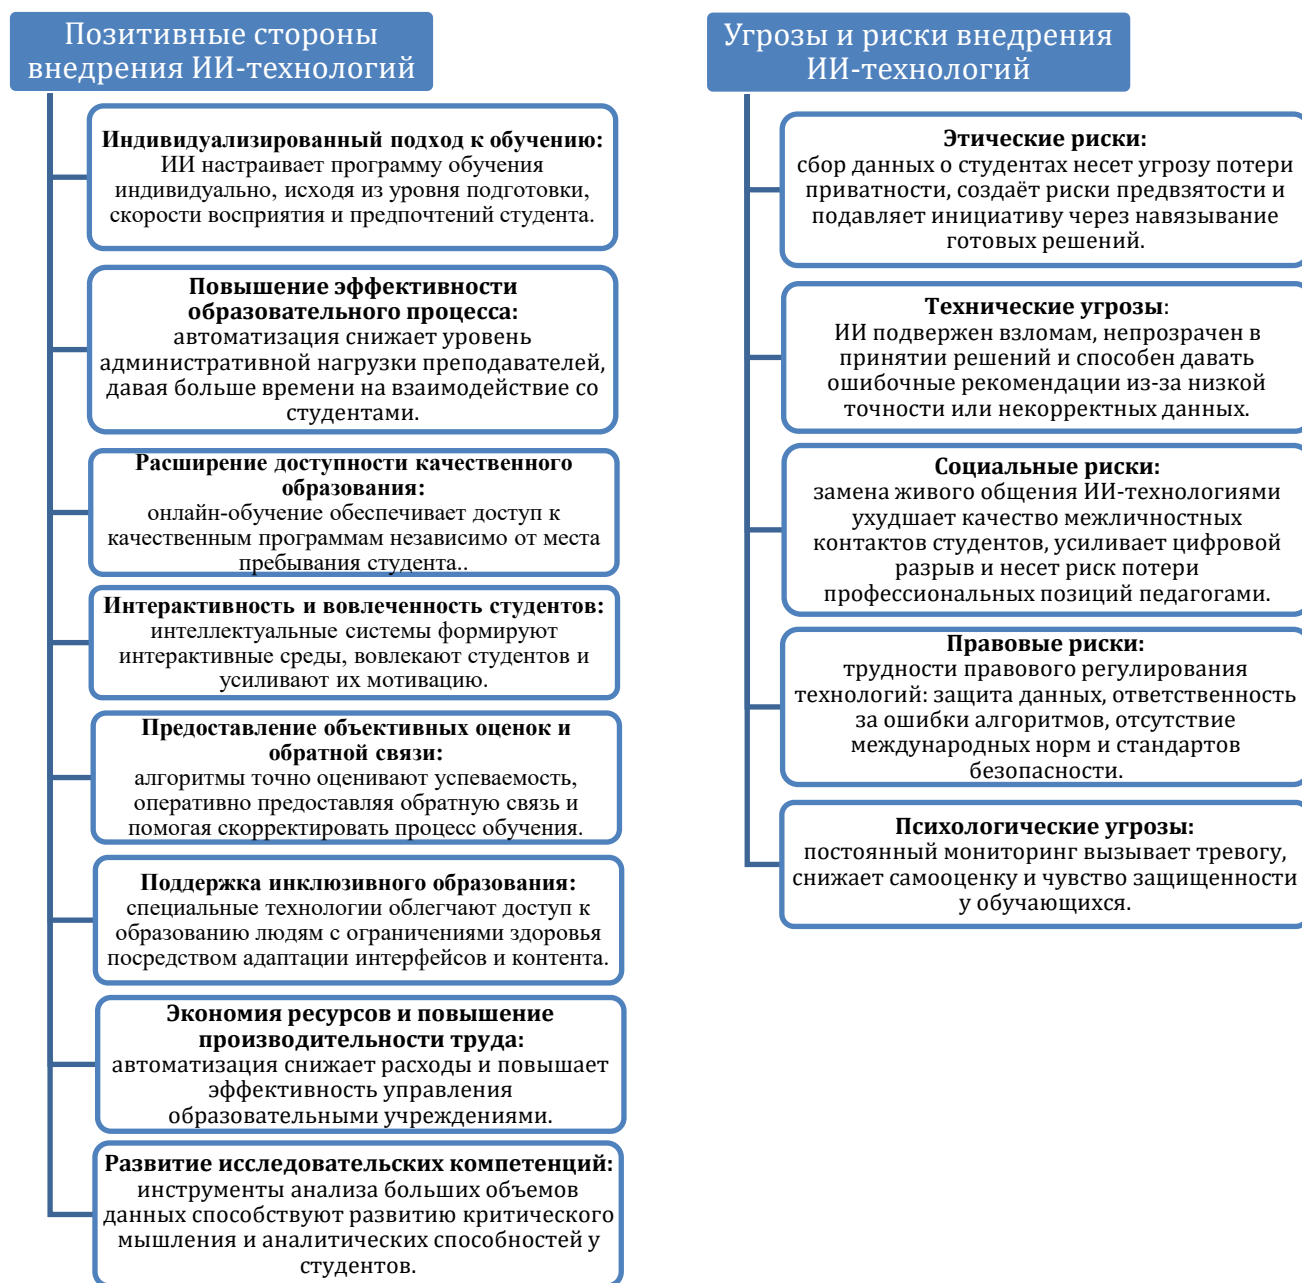 Позитивные стороны
внедрения ИИ-технологий
Индивидуализированный подход к обучению:
ИИ настраивает программу обучения
индивидуально, исходя из уровня подготовки,
скорости восприятия и предпочтений студента.
Повышение эффективности
образовательного процесса:
автоматизация снижает уровень
административной нагрузки преподавателей,
давая больше времени на взаимодействие со
студентами.
Расширение доступности качественного
образования:
онлайн-обучение обеспечивает доступ к
качественным программам независимо от места
пребывания студента..
Интерактивность и вовлеченность студентов:
интеллектуальные системы формируют
интерактивные среды, вовлекают студентов и
усиливают их мотивацию.
Предоставление объективных оценок и
обратной связи:
алгоритмы точно оценивают успеваемость,
оперативно предоставляя обратную связь и
помогая скорректировать процесс обучения.
Поддержка инклюзивного образования:
специальные технологии облегчают доступ к
образованию людям с ограничениями здоровья
посредством адаптации интерфейсов и контента.
Экономия ресурсов и повышение
производительности труда:
автоматизация снижает расходы и повышает
эффективность управления
образовательными учреждениями.
Развитие исследовательских компетенций:
инструменты анализа больших объемов
данных способствуют развитию критического
мышления и аналитических способностей у
студентов.
Угрозы и риски внедрения
ИИ-технологий
Этические риски:
сбор данных о студентах несет угрозу потери
приватности, создаёт риски предвзятости и
подавляет инициативу через навязывание
готовых решений.
Технические угрозы:
ИИ подвержен взломам, непрозрачен в
принятии решений и способен давать
ошибочные рекомендации из-за низкой
точности или некорректных данных.
Социальные риски:
замена живого общения ИИ-технологиями
ухудшает качество межличностных
контактов студентов, усиливает цифровой
разрыв и несет риск потери
профессиональных позиций педагогами.
Правовые риски:
трудности правового регулирования
технологий: защита данных, ответственность
за ошибки алгоритмов, отсутствие
международных норм и стандартов
безопасности.
Психологические угрозы:
постоянный мониторинг вызывает тревогу,
снижает самооценку и чувство защищенности
у обучающихся.